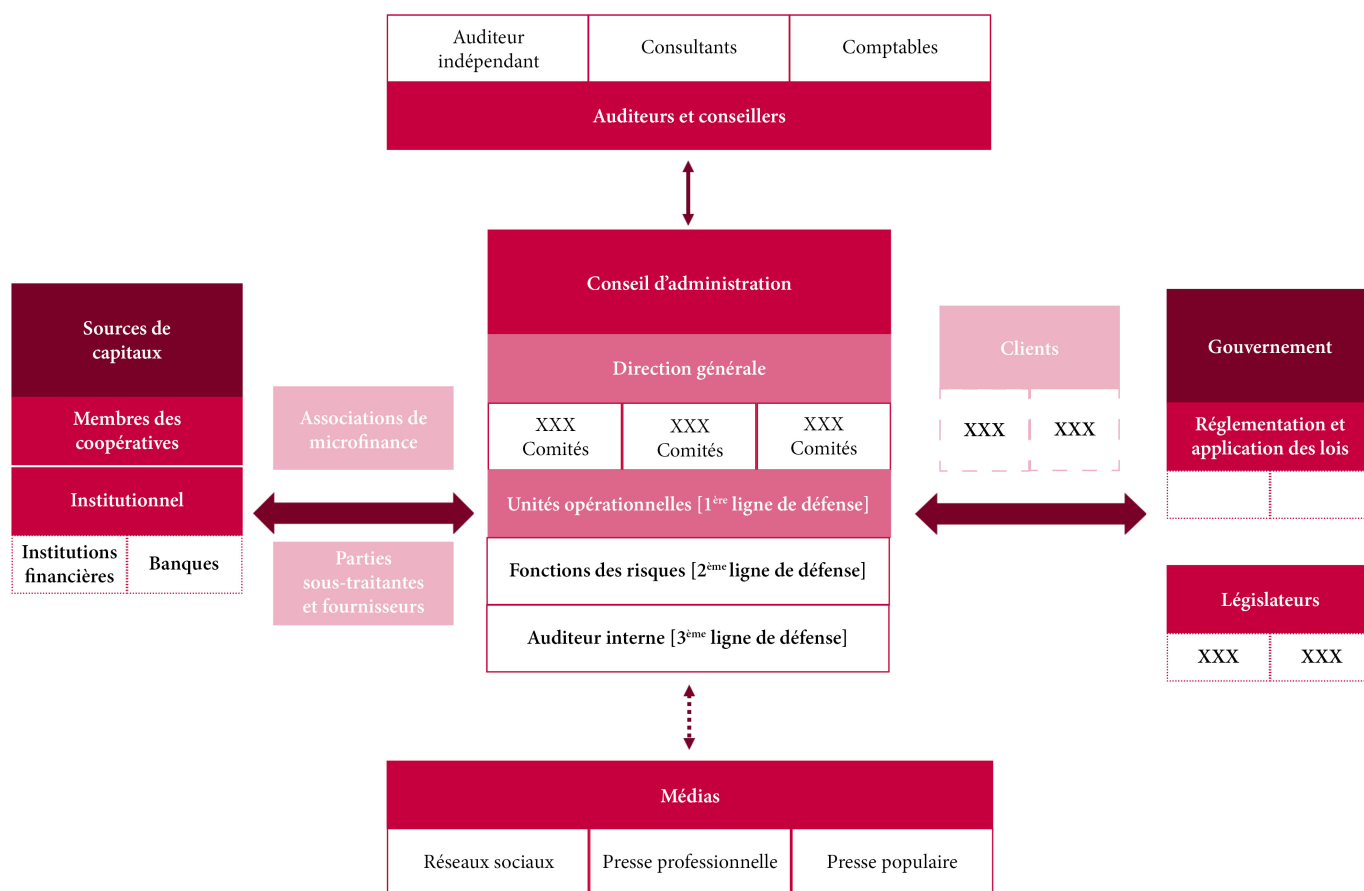 Auditeur
indépendant
Consultants
Comptables
Auditeurs et conseillers
Conseil d’administration
Direction générale
XXX
Comités
XXX
Comités
XXX
Comités
Unités opérationnelles [1ère ligne de défense]
Fonctions des risques [2ème ligne de défense]
Auditeur interne [3ème ligne de défense]
Sources de
capitaux
Membres des
coopératives
Institutionnel
Institutions
financières
Banques
Associations de
microfinance
Parties
sous-traitantes
et fournisseurs
Clients
XXX
XXX
Gouvernement
Réglementation et
application des lois
Législateurs
XXX
XXX
Médias
Réseaux sociaux
Presse professionnelle
Presse populaire